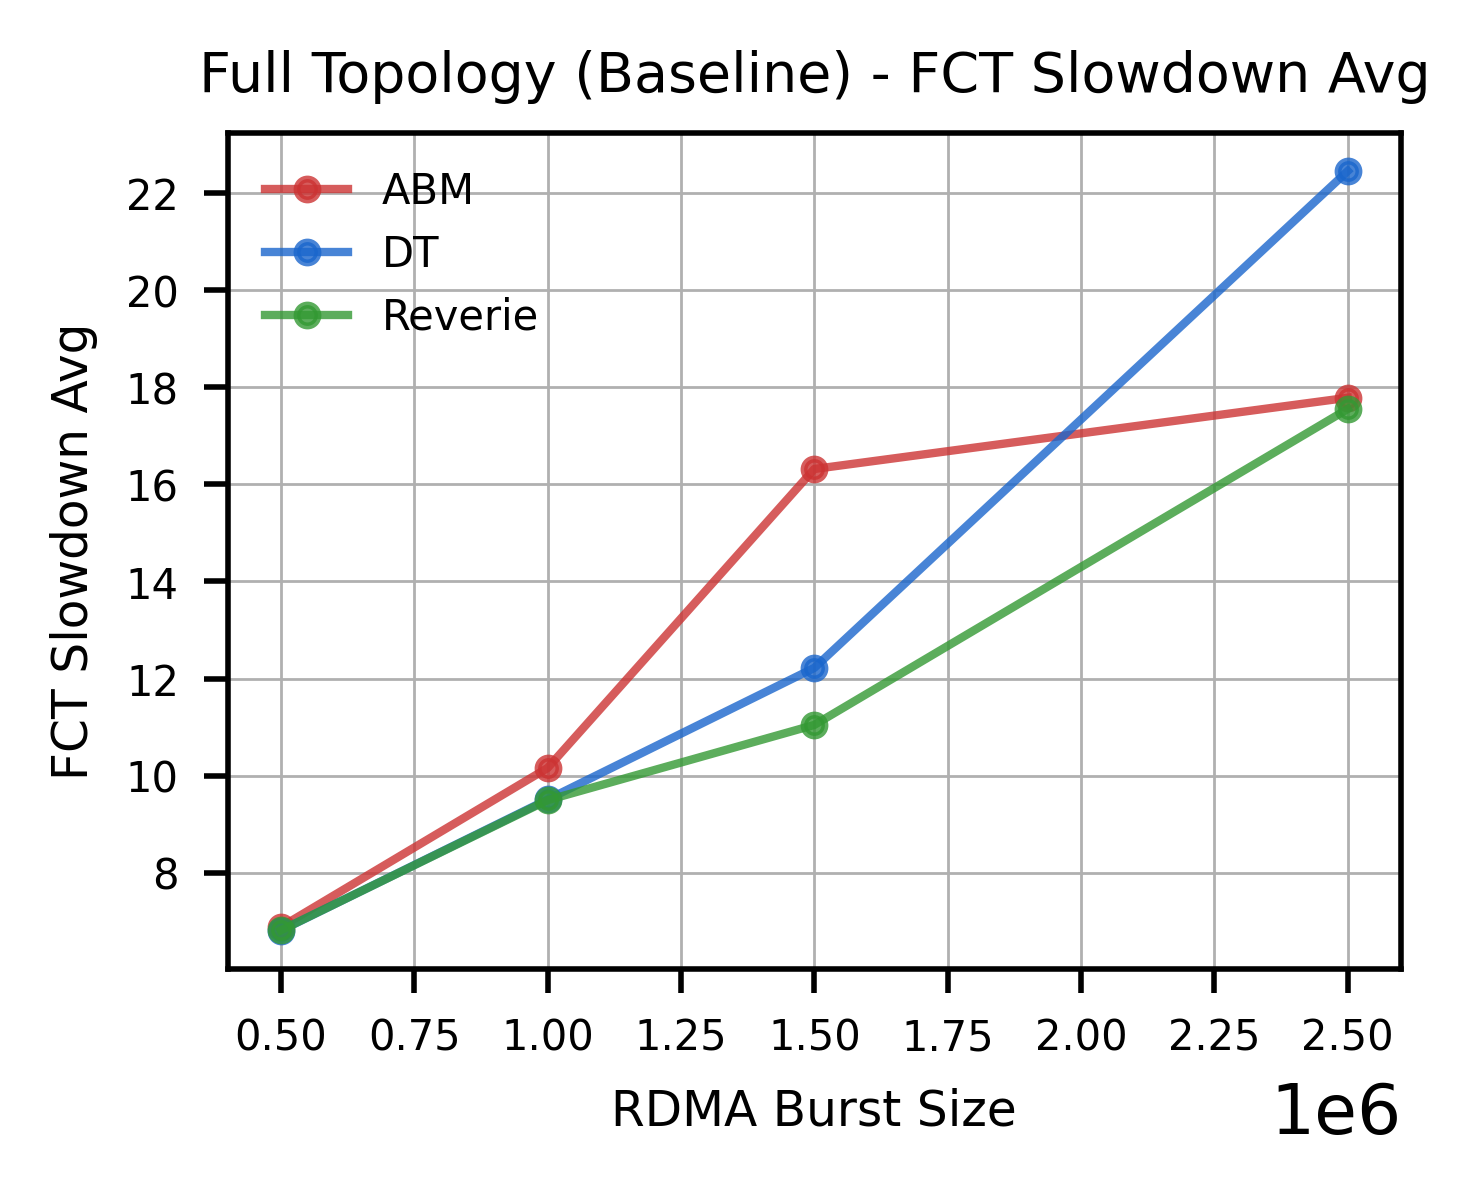 Full Topology (Baseline) - FCT Slowdown Avg
ABM
DT
Reverie
FCT Slowdown Avg
22
20
18
16
14
12
10
8
0.50 0.75 1.00 1.25 1.50 1.75 2.00 2.25 2.50
RDMA Burst Size
1e6